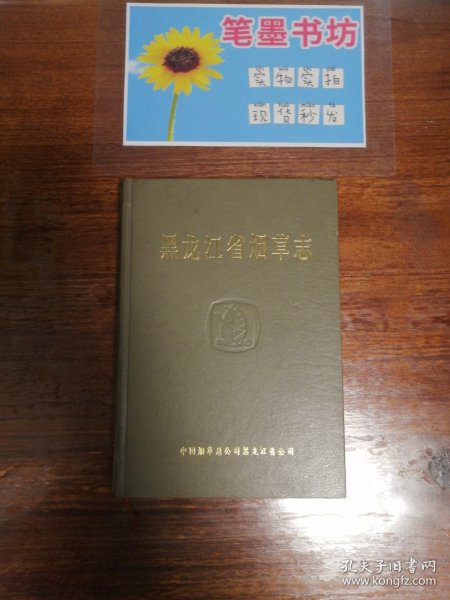 笔墨书坊
实物实拍
现货秒发
黑龙江省烟草志
中国烟草总公司黑龙江省公司
孔夫子旧书网
www.kongfz.com